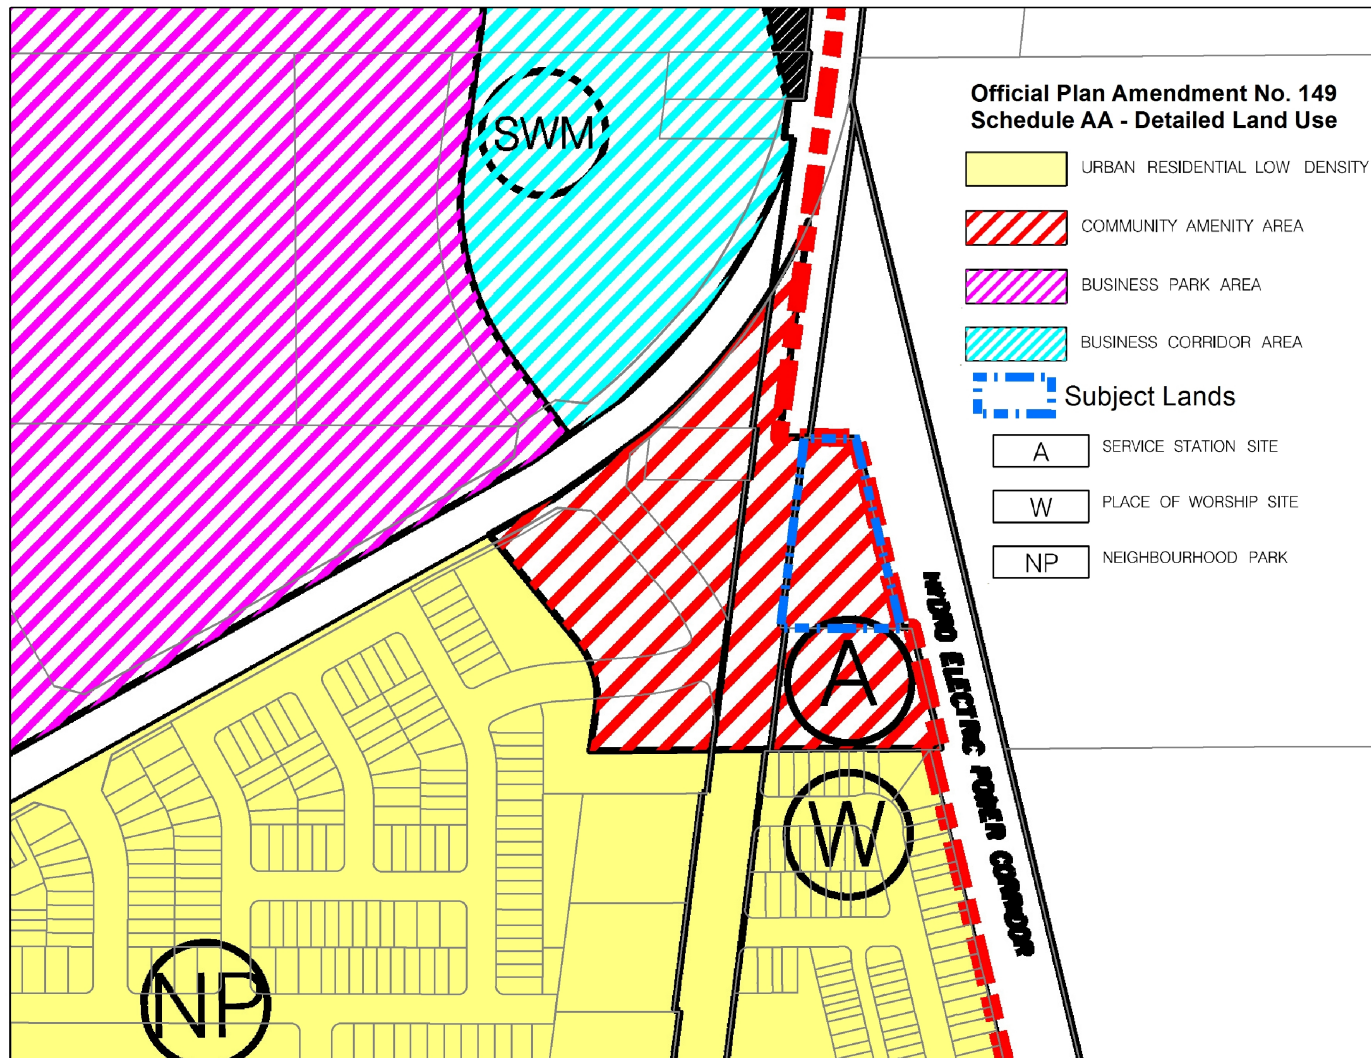 Official Plan Amendment No. 149
Schedule AA - Detailed Land Use
URBAN RESIDENTIAL LOW DENSITY
COMMUNITY AMENITY AREA
BUSINESS PARK AREA
BUSINESS CORRIDOR AREA
Subject Lands
A SERVICE STATION SITE
W PLACE OF WORSHIP SITE
NP NEIGHBOURHOOD PARK
SWM
A
W
NP
HYDRO ELECTRIC POWER CORRIDOR